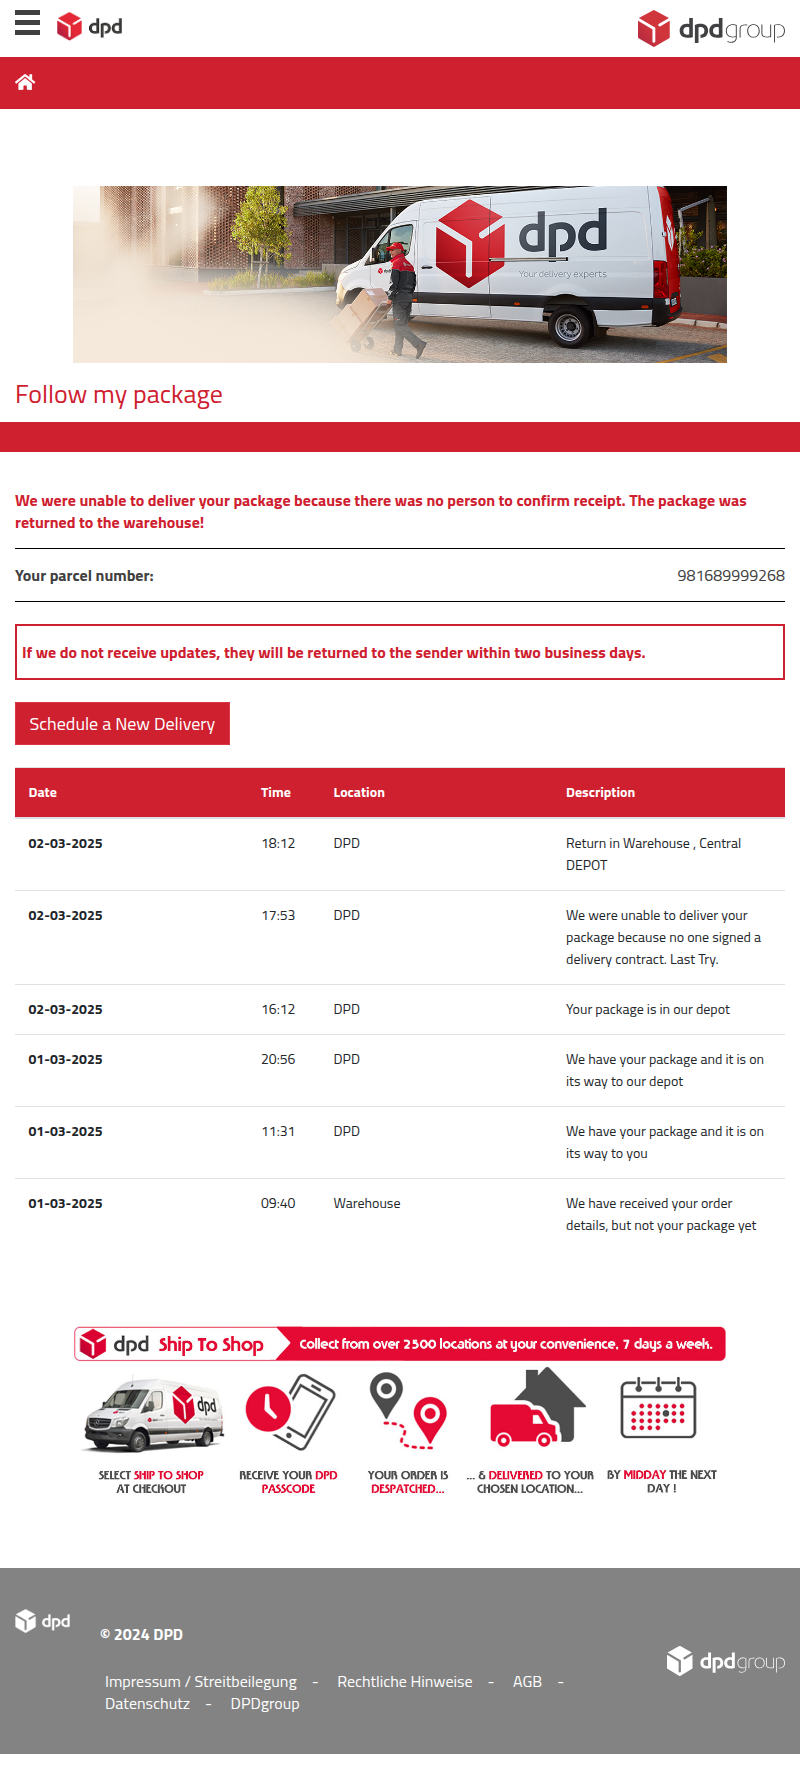 dpd
dpdgroup
dpd
Your delivery experts
Follow my package
We were unable to deliver your package because there was no person to confirm receipt. The package was
returned to the warehouse!
Your parcel number: 981689999268
If we do not receive updates, they will be returned to the sender within two business days.
Schedule a New Delivery
Date Time Location Description
02-03-2025 18:12 DPD Return in Warehouse , Central
DEPOT
02-03-2025 17:53 DPD We were unable to deliver your
package because no one signed a
delivery contract. Last Try.
02-03-2025 16:12 DPD Your package is in our depot
01-03-2025 20:56 DPD We have your package and it is on
its way to our depot
01-03-2025 11:31 DPD We have your package and it is on
its way to you
01-03-2025 09:40 Warehouse We have received your order
details, but not your package yet
dpd Ship To Shop Collect from over 2500 locations at your convenience, 7 days a week.
dpd
SELECT SHIP TO SHOP
AT CHECKOUT
RECEIVE YOUR DPD
PASSCODE
YOUR ORDER IS
DESPATCHED...
... & DELIVERED TO YOUR
CHOSEN LOCATION...
BY MIDDAY THE NEXT
DAY !
dpd
© 2024 DPD
dpdgroup
Impressum / Streitbeilegung - Rechtliche Hinweise - AGB -
Datenschutz - DPDgroup